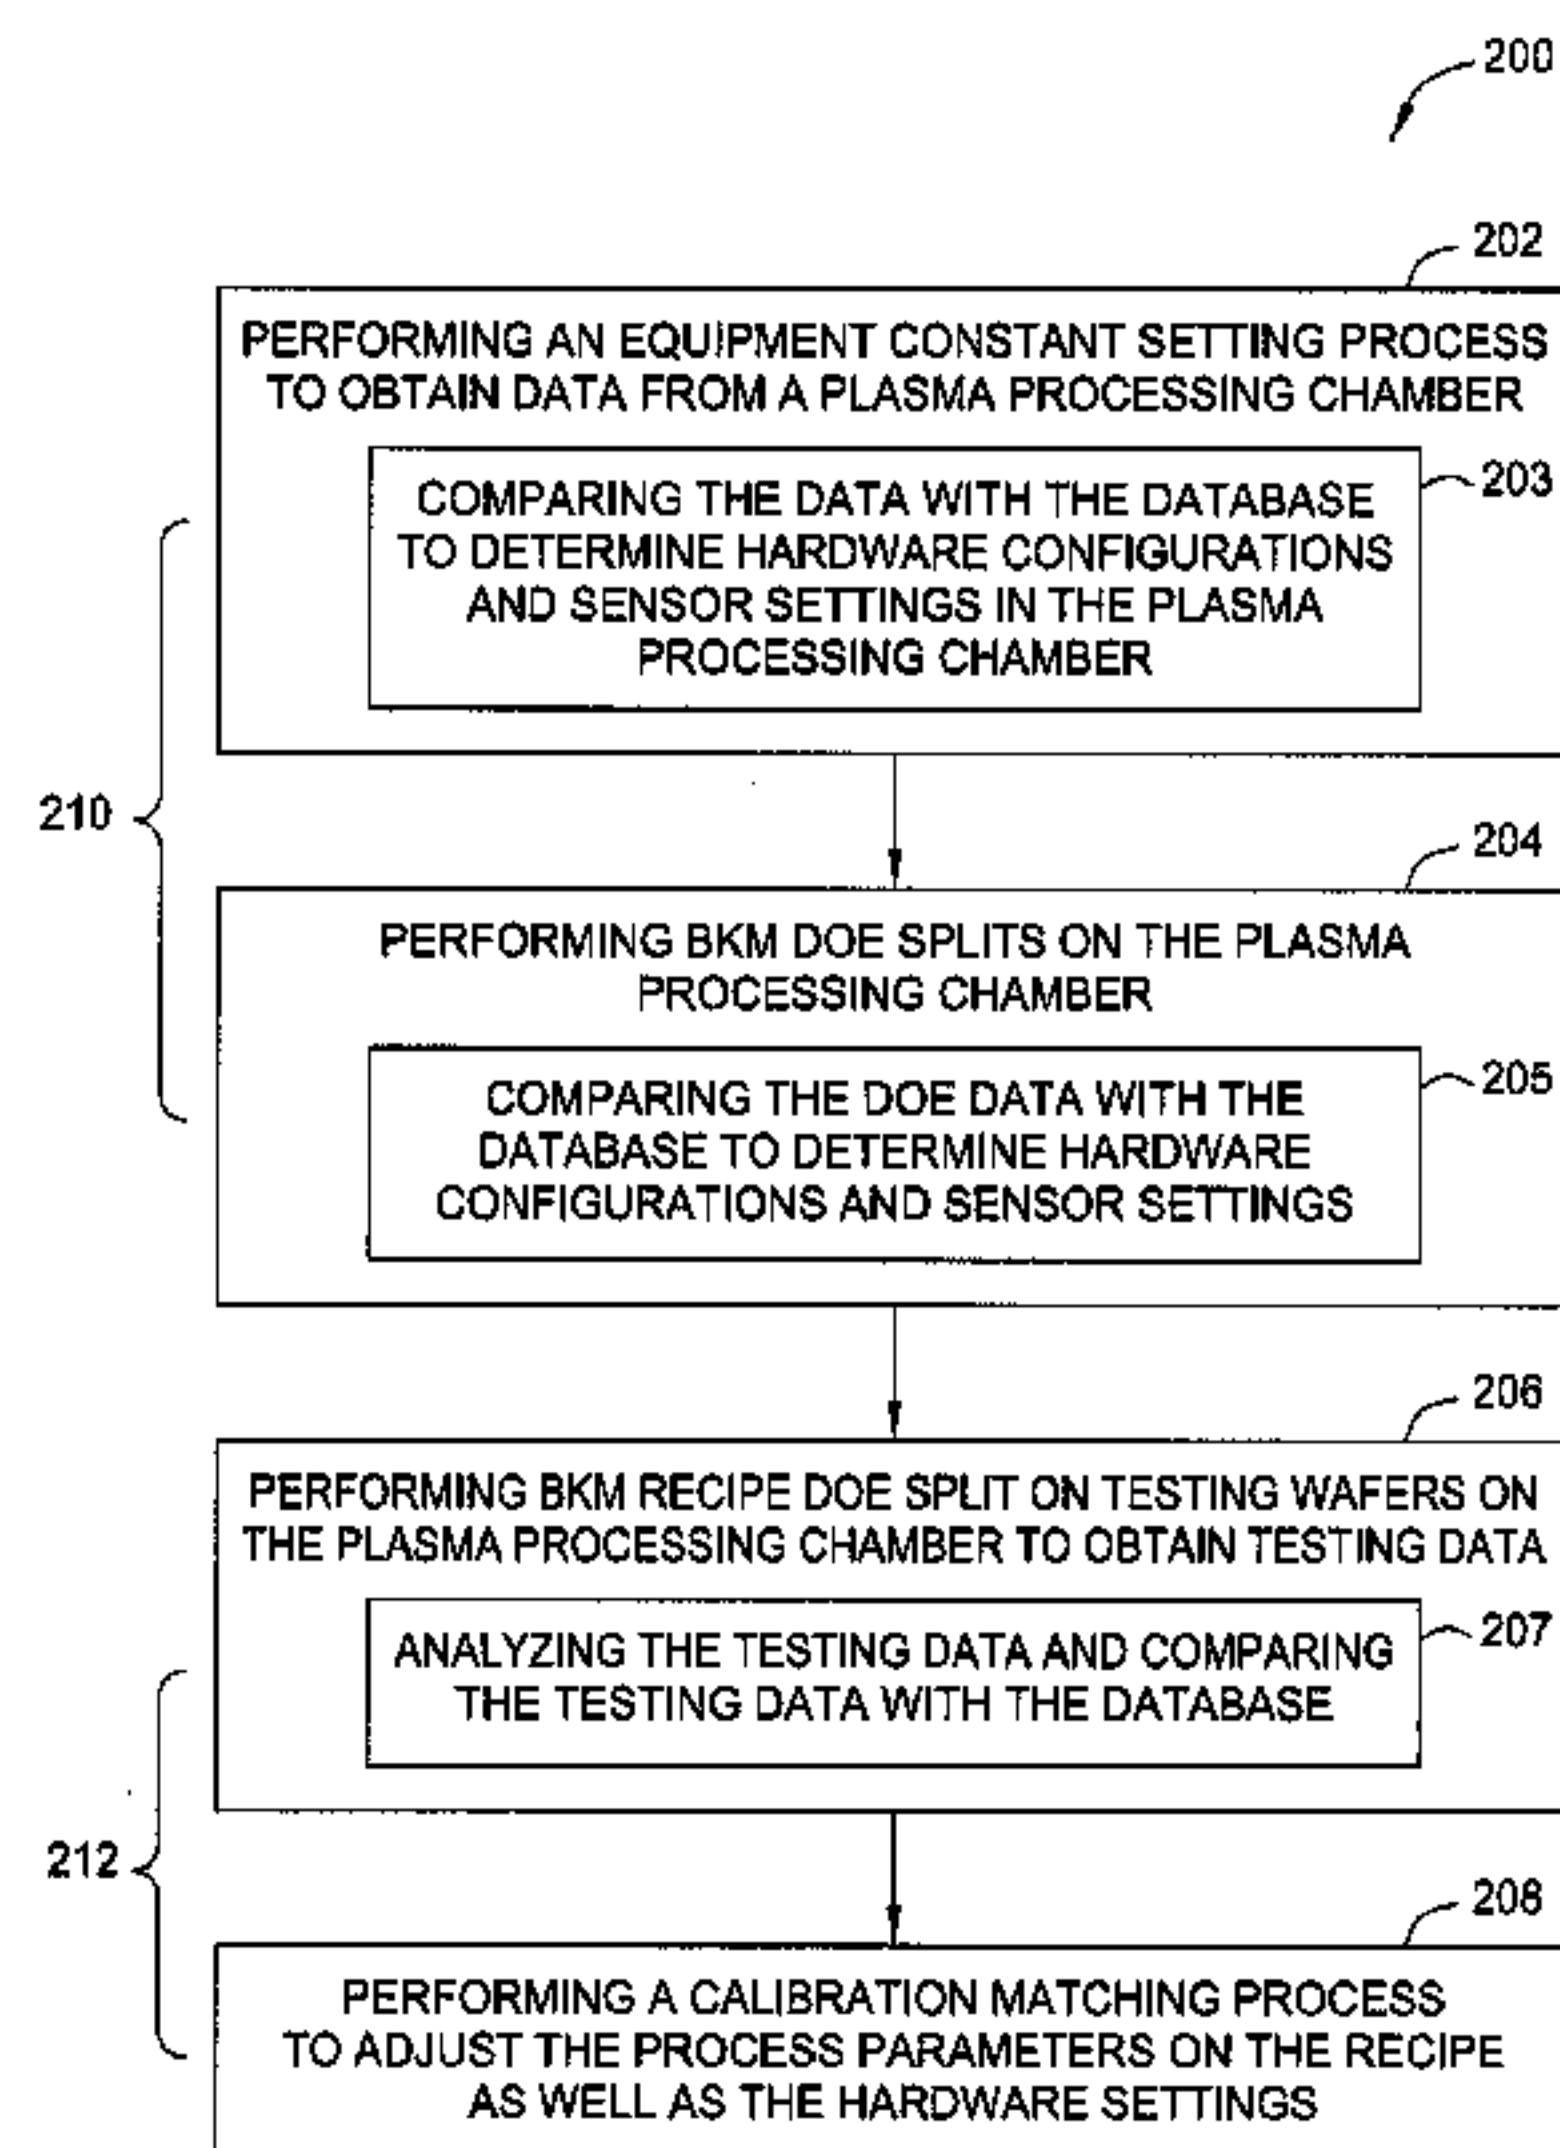 200
202
PERFORMING AN EQUIPMENT CONSTANT SETTING PROCESS
TO OBTAIN DATA FROM A PLASMA PROCESSING CHAMBER
203
COMPARING THE DATA WITH THE DATABASE
TO DETERMINE HARDWARE CONFIGURATIONS
AND SENSOR SETTINGS IN THE PLASMA
PROCESSING CHAMBER
210
204
PERFORMING BKM DOE SPLITS ON THE PLASMA
PROCESSING CHAMBER
205
COMPARING THE DOE DATA WITH THE
DATABASE TO DETERMINE HARDWARE
CONFIGURATIONS AND SENSOR SETTINGS
206
PERFORMING BKM RECIPE DOE SPLIT ON TESTING WAFERS ON
THE PLASMA PROCESSING CHAMBER TO OBTAIN TESTING DATA
207
ANALYZING THE TESTING DATA AND COMPARING
THE TESTING DATA WITH THE DATABASE
212
208
PERFORMING A CALIBRATION MATCHING PROCESS
TO ADJUST THE PROCESS PARAMETERS ON THE RECIPE
AS WELL AS THE HARDWARE SETTINGS